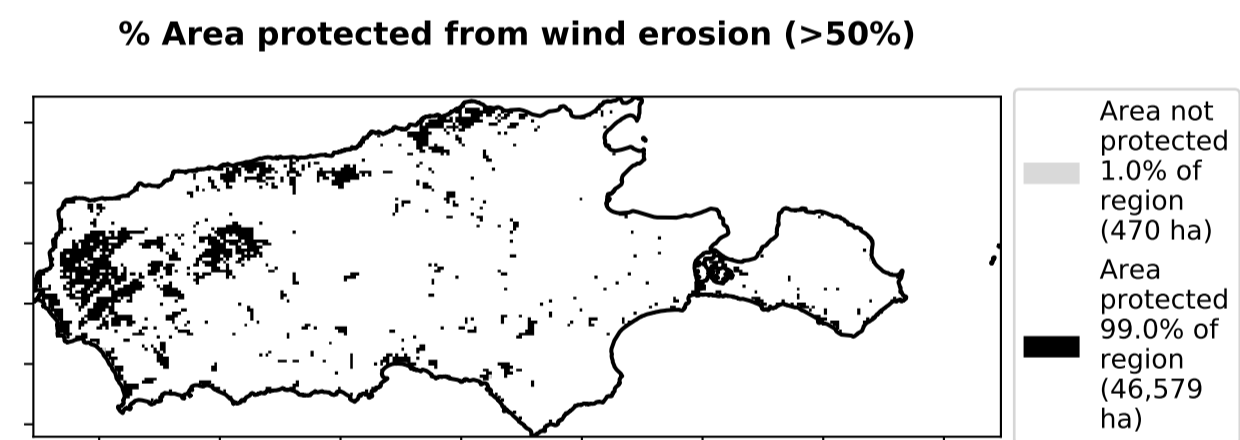 % Area protected from wind erosion (>50%)
Area not
protected
1.0% of
region
(470 ha)
Area
protected
99.0% of
region
(46,579
ha)